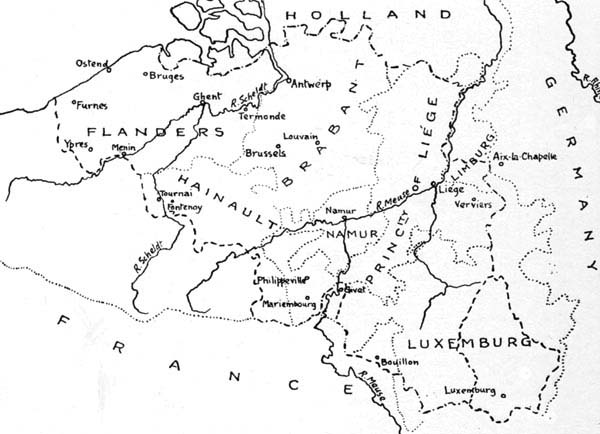 HOLLAND
Ostend
Bruges
Antwerp
Ghent
R. Scheldt
Furnes
Termonde
FLANDERS
BRABANT
GERMANY
R. Rhine
Ypres
Menin
Louvain
Brussels
LIMBURG
Aix-la-Chapelle
PRINCITY OF LIÉGE
HAINAULT
Tournai
Fontenoy
R. Meuse
Liége
Verviers
Namur
NAMUR
R. Scheldt
Philippeville
Givet
Mariembourg
FRANCE
LUXEMBURG
Bouillon
R. Meuse
Luxemburg